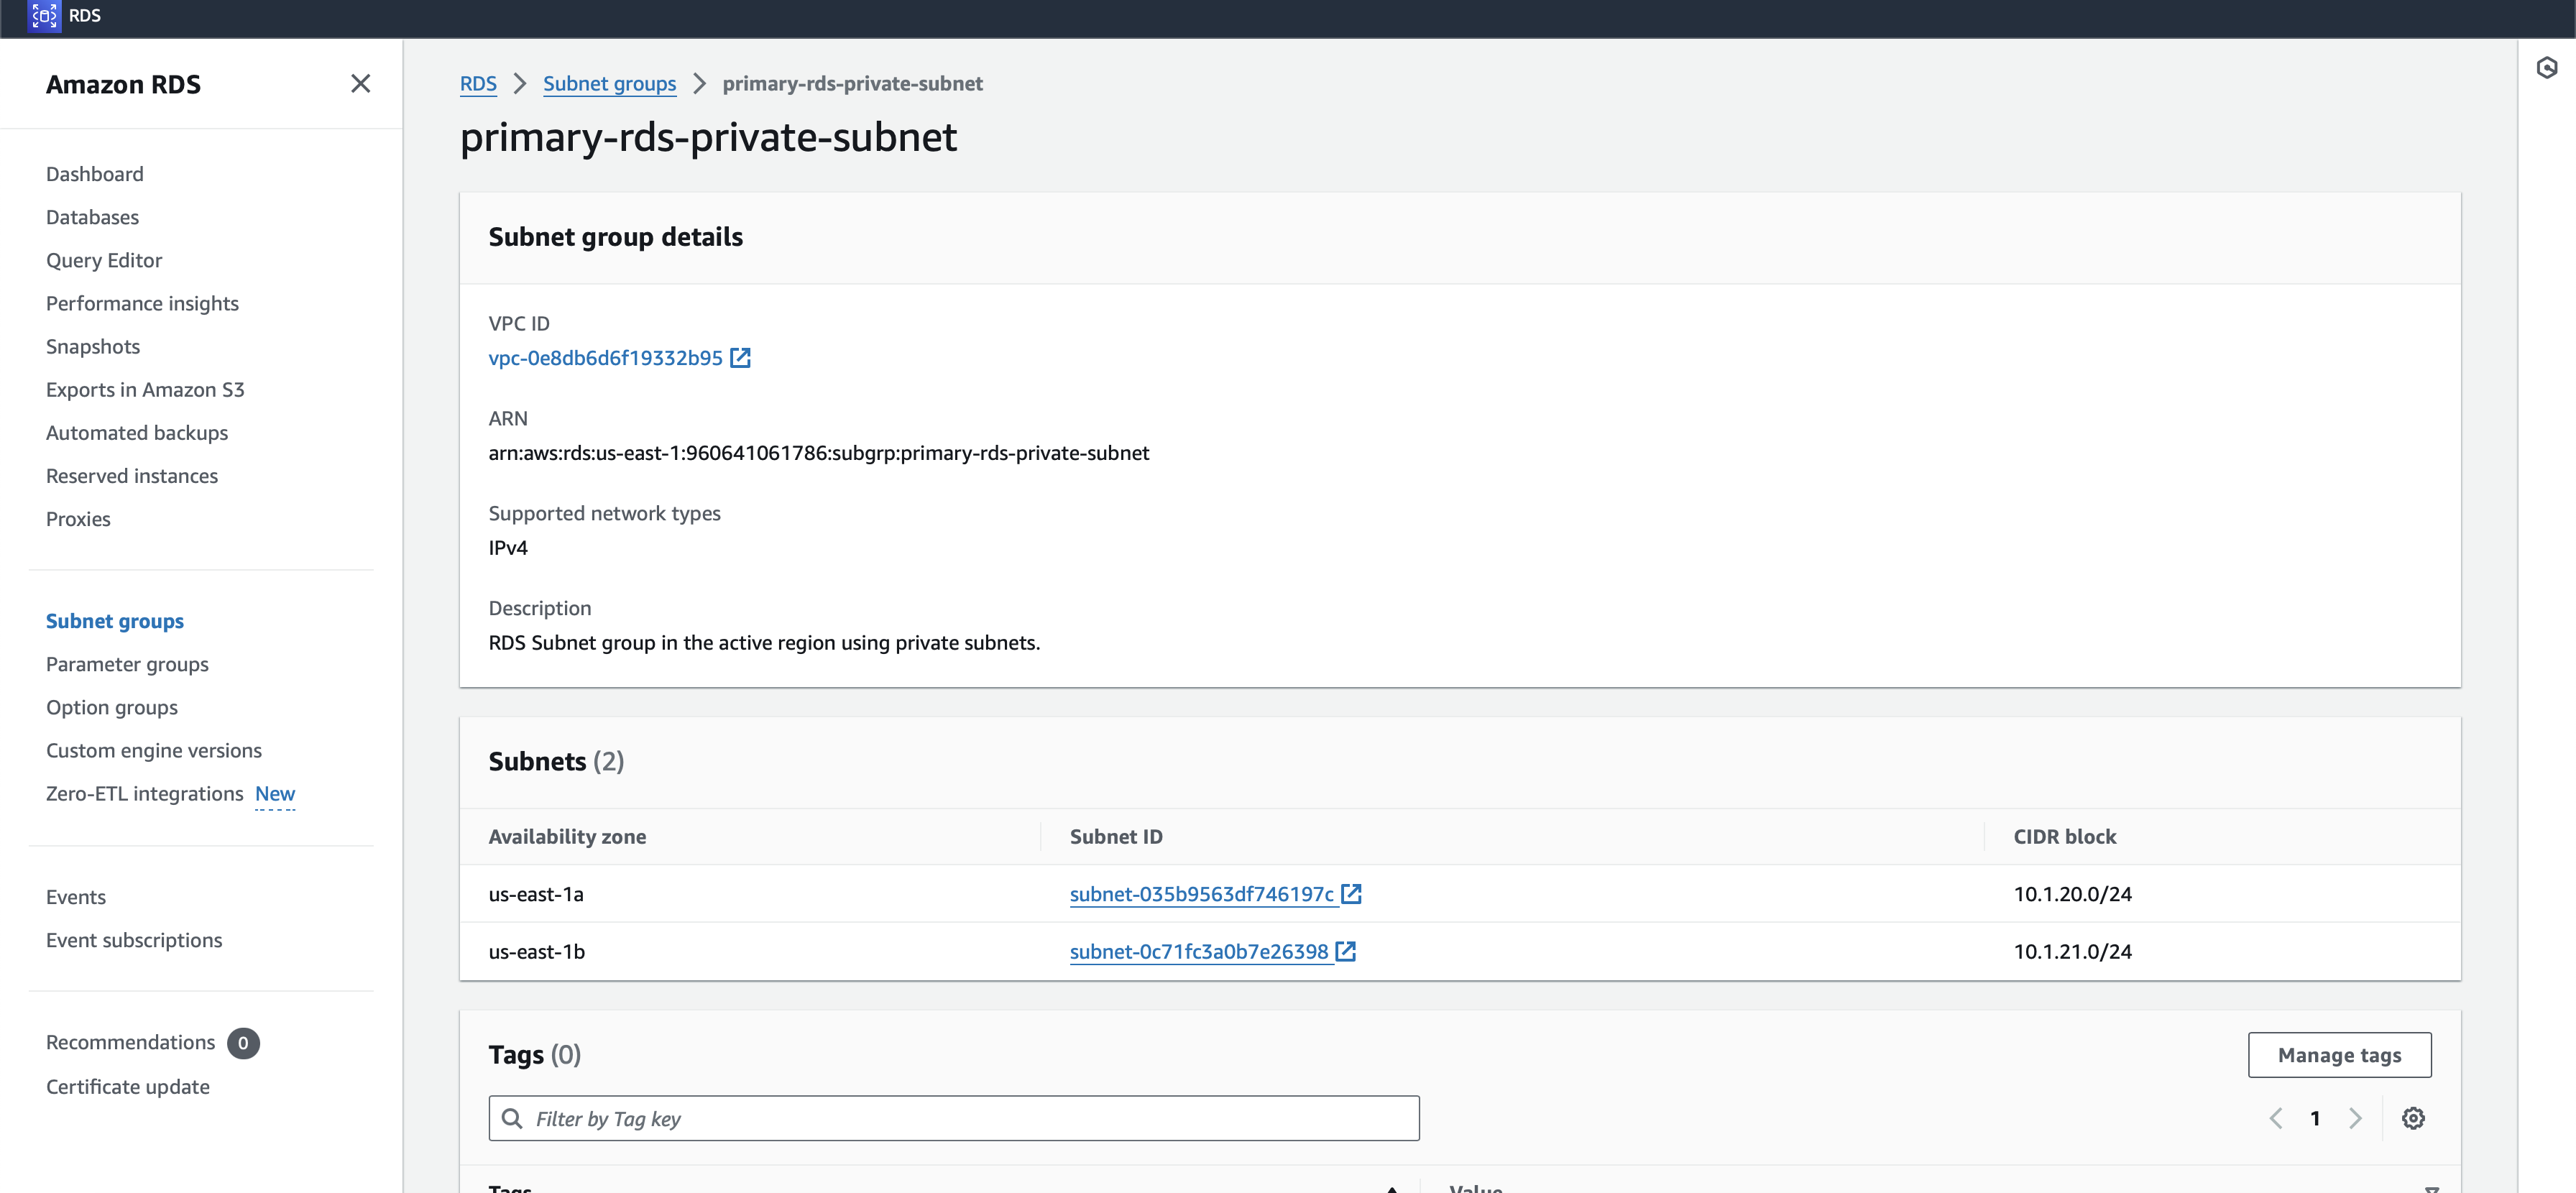 RDS
Amazon RDS
Dashboard
Databases
Query Editor
Performance insights
Snapshots
Exports in Amazon S3
Automated backups
Reserved instances
Proxies
Subnet groups
Parameter groups
Option groups
Custom engine versions
Zero-ETL integrations New
Events
Event subscriptions
Recommendations 0
Certificate update
RDS > Subnet groups > primary-rds-private-subnet
primary-rds-private-subnet
Subnet group details
VPC ID
vpc-0e8db6d6f19332b95
ARN
arn:aws:rds:us-east-1:960641061786:subgrp:primary-rds-private-subnet
Supported network types
IPv4
Description
RDS Subnet group in the active region using private subnets.
Subnets (2)
Availability zone Subnet ID CIDR block
us-east-1a subnet-035b9563df746197c 10.1.20.0/24
us-east-1b subnet-0c71fc3a0b7e26398 10.1.21.0/24
Tags (0)
Manage tags
Filter by Tag key
1
Tags Value